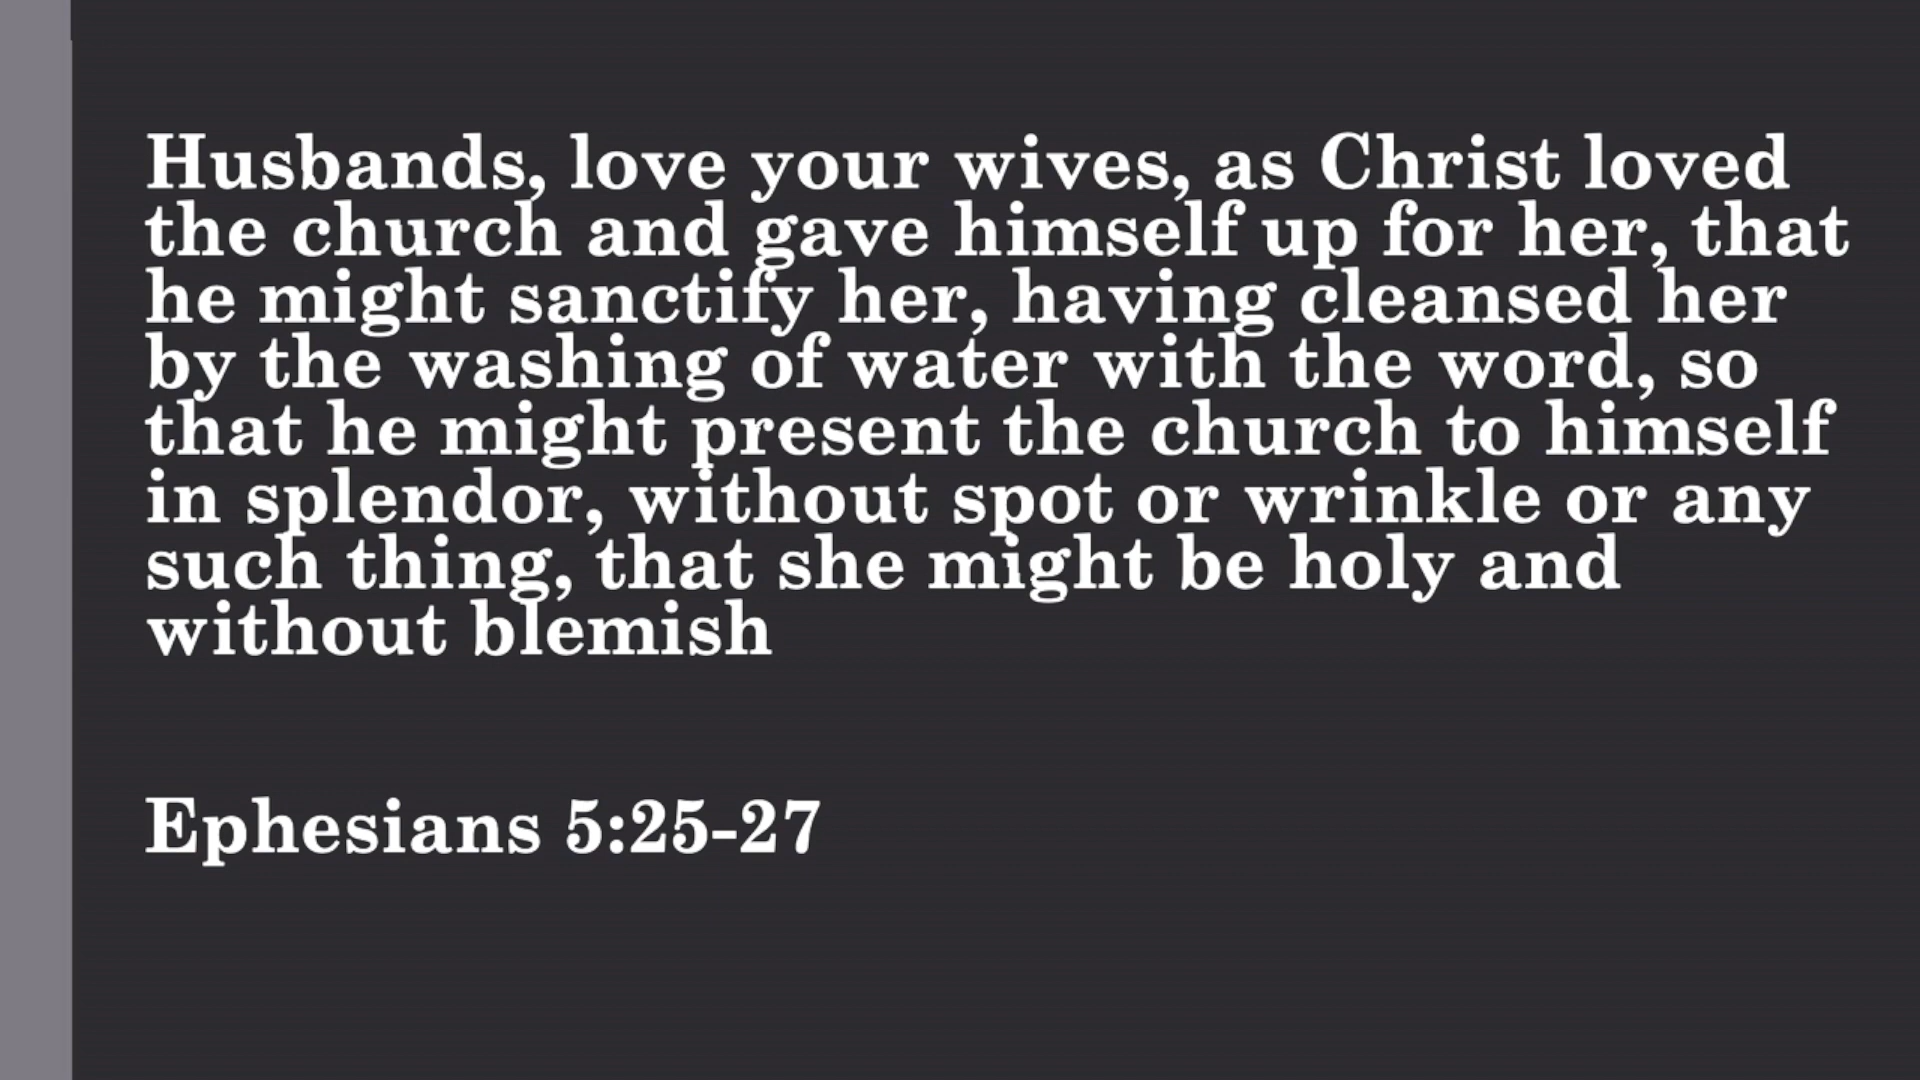 Husbands, love your wives, as Christ loved
the church and gave himself up for her, that
he might sanctify her, having cleansed her
by the washing of water with the word, so
that he might present the church to himself
in splendor, without spot or wrinkle or any
such thing, that she might be holy and
without blemish
Ephesians 5:25-27